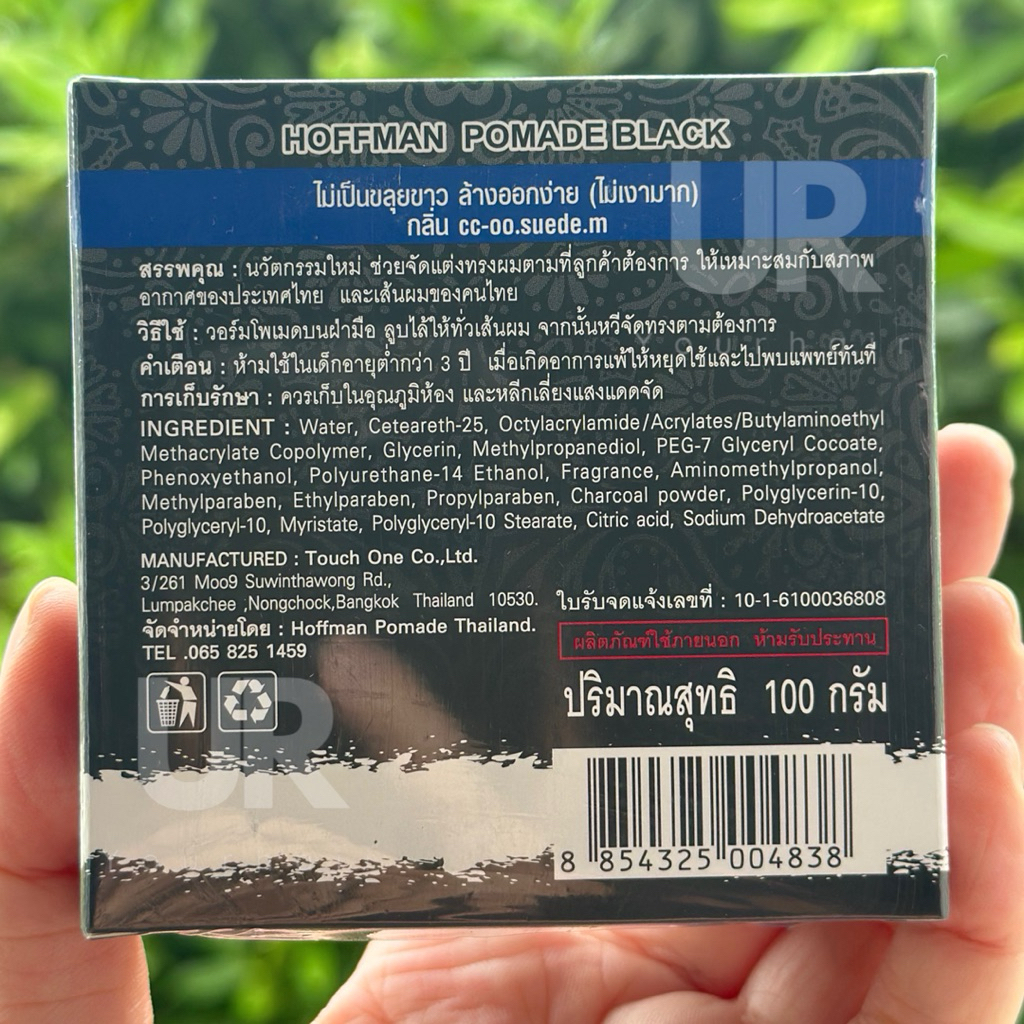 HOFFMAN POMADE BLACK
ไม่เป็นขลุยขาว ล้างออกง่าย (ไม่เงามาก)
กลิ่น cc-oo.suede.m
UR
สรรพคุณ : นวัตกรรมใหม่ ช่วยจัดแต่งทรงผมตามที่ลูกค้าต้องการ ให้เหมาะสมกับสภาพ
อากาศของประเทศไทย และเส้นผมของคนไทย
วิธีใช้ : วอร์มโพเมดบนฝ่ามือ ลูบไล้ให้ทั่วเส้นผม จากนั้นหวีจัดทรงตามต้องการ
คำเตือน : ห้ามใช้ในเด็กอายุต่ำกว่า 3 ปี เมื่อเกิดอาการแพ้ให้หยุดใช้และไปพบแพทย์ทันที
การเก็บรักษา : ควรเก็บในอุณภูมิห้อง และหลีกเลี่ยงแสงแดดจัด
INGREDIENT : Water, Ceteareth-25, Octylacrylamide/Acrylates/Butylaminoethyl
Methacrylate Copolymer, Glycerin, Methylpropanediol, PEG-7 Glyceryl Cocoate,
Phenoxyethanol, Polyurethane-14 Ethanol, Fragrance, Aminomethylpropanol,
Methylparaben, Ethylparaben, Propylparaben, Charcoal powder, Polyglycerin-10,
Polyglyceryl-10, Myristate, Polyglyceryl-10 Stearate, Citric acid, Sodium Dehydroacetate
MANUFACTURED : Touch One Co.,Ltd.
3/261 Moo9 Suwinthawong Rd.,
Lumpakchee ,Nongchock,Bangkok Thailand 10530.
ใบรับจดแจ้งเลขที่ : 10-1-6100036808
จัดจำหน่ายโดย : Hoffman Pomade Thailand.
TEL .065 825 1459
ผลิตภัณฑ์ใช้ภายนอก ห้ามรับประทาน
ปริมาณสุทธิ 100 กรัม
UR
8 854325 004838